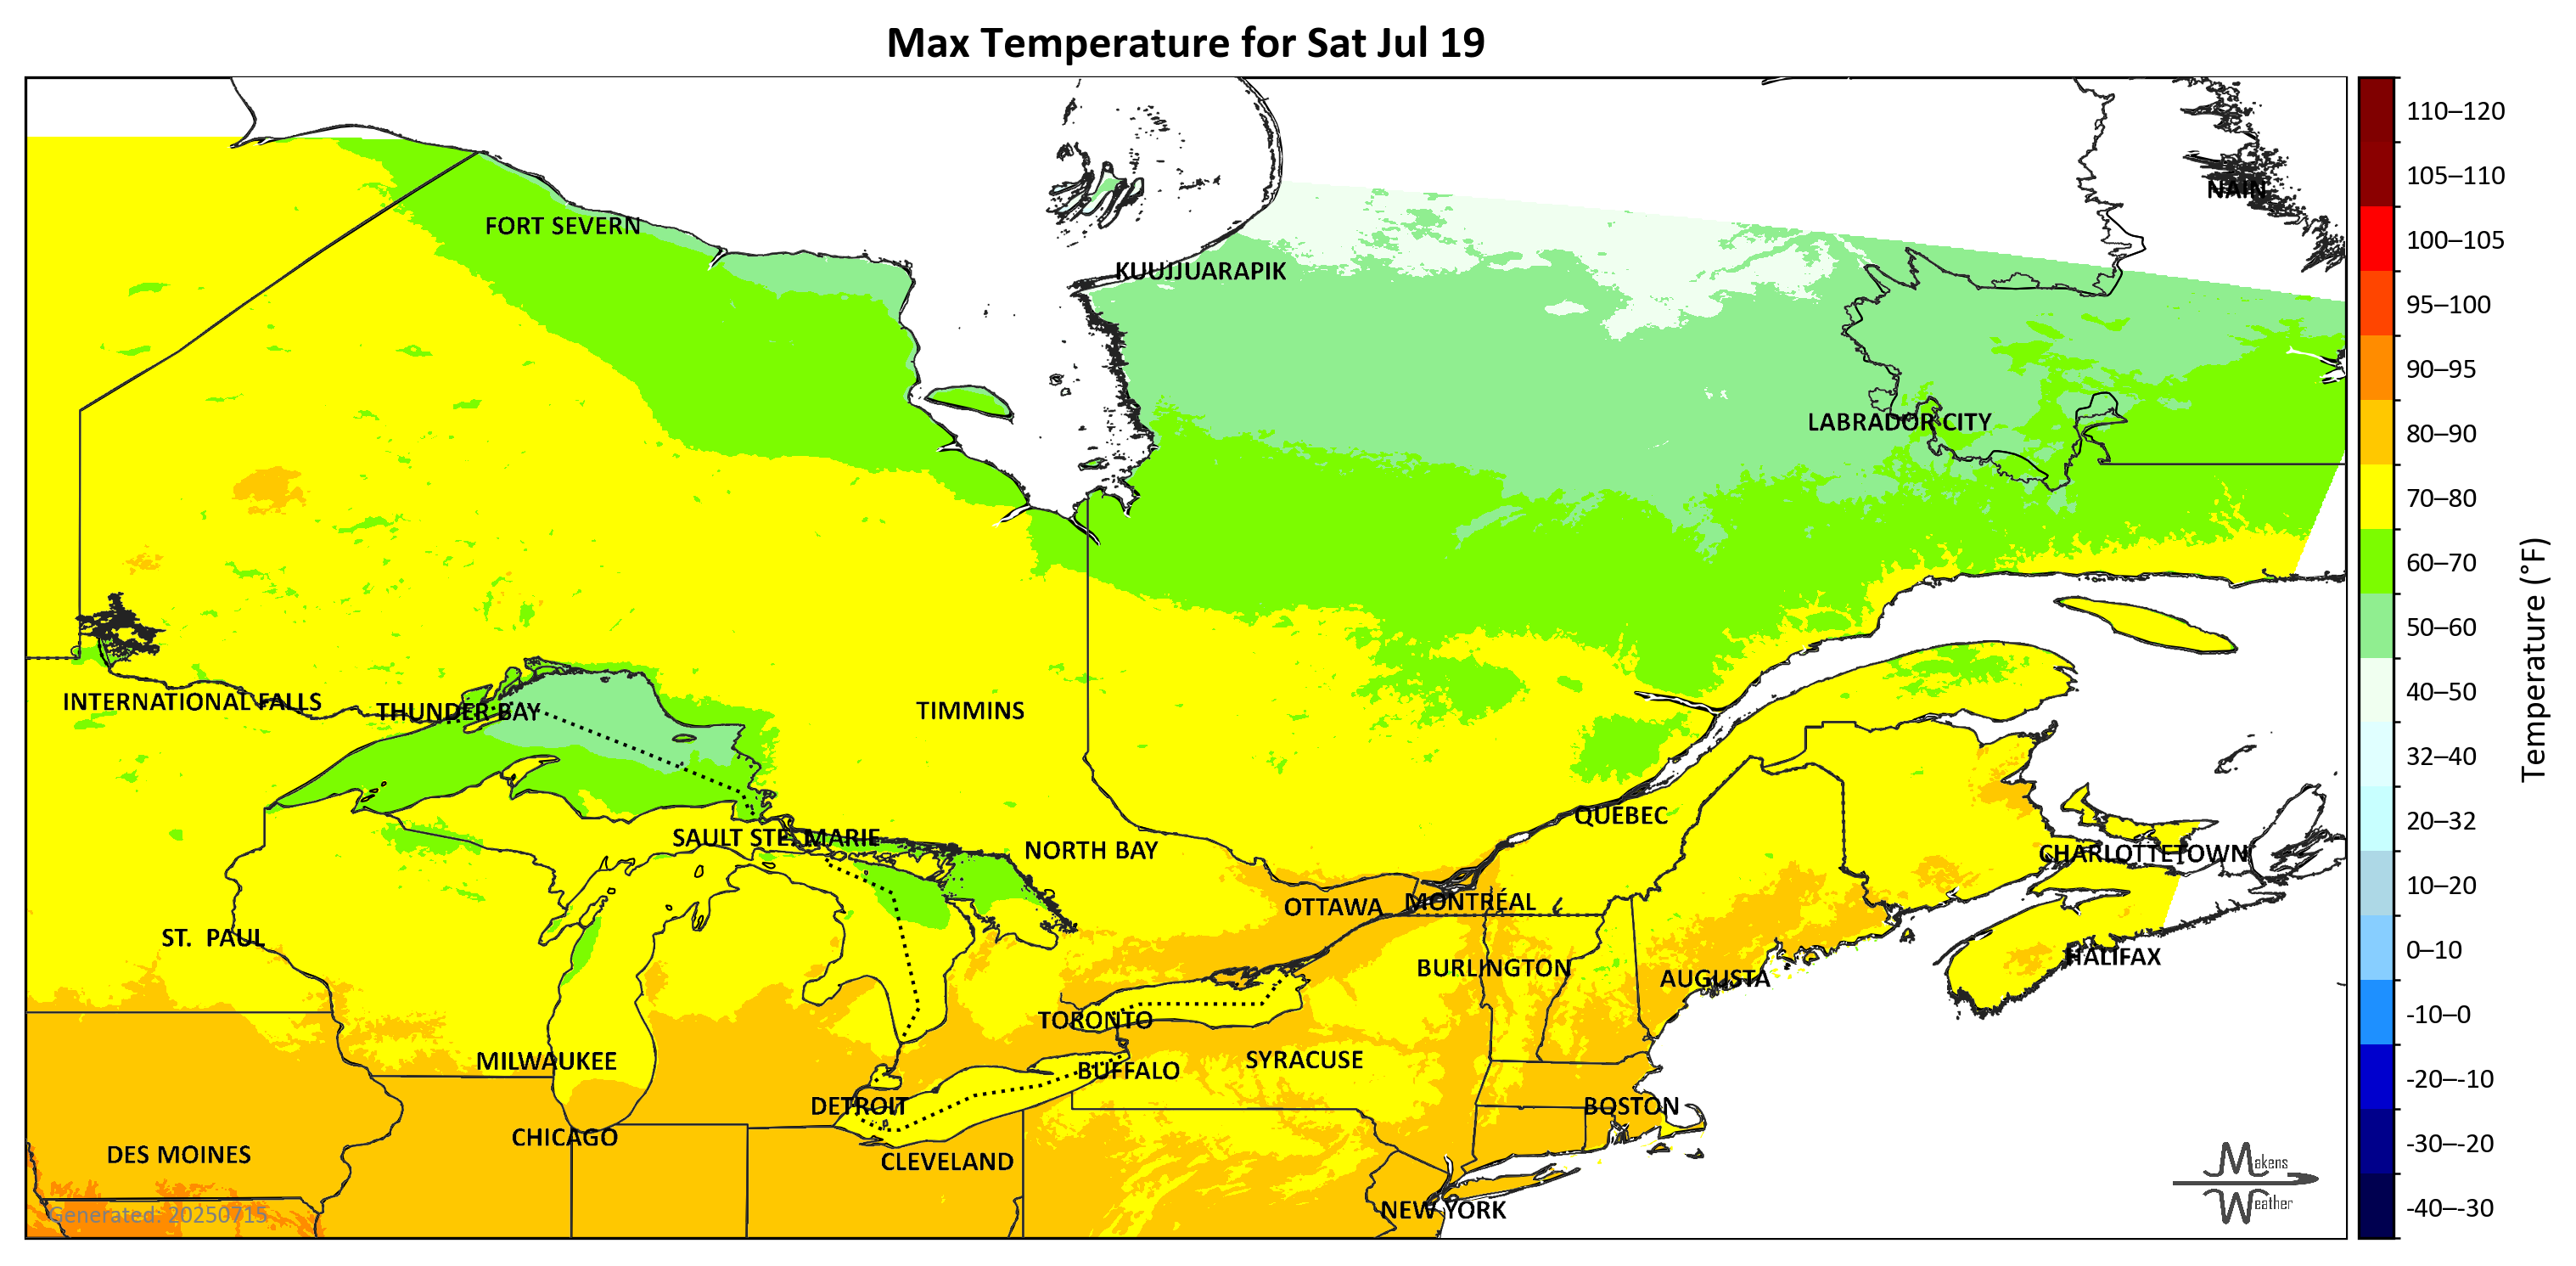 Max Temperature for Sat Jul 19
NAIN
FORT SEVERN
KUUJJUARAPIK
LABRADOR CITY
INTERNATIONAL FALLS
THUNDER BAY
TIMMINS
QUÉBEC
SAULT STE. MARIE
NORTH BAY
CHARLOTTETOWN
OTTAWA
MONTRÉAL
ST. PAUL
HALIFAX
BURLINGTON
AUGUSTA
TORONTO
MILWAUKEE
SYRACUSE
BUFFALO
DETROIT
BOSTON
CHICAGO
DES MOINES
CLEVELAND
NEW YORK
Generated: 20250715
Makens
Weather
110–120
105–110
100–105
95–100
90–95
80–90
70–80
60–70
50–60
40–50
32–40
20–32
10–20
0–10
-10–0
-20–-10
-30–-20
-40–-30
Temperature (°F)